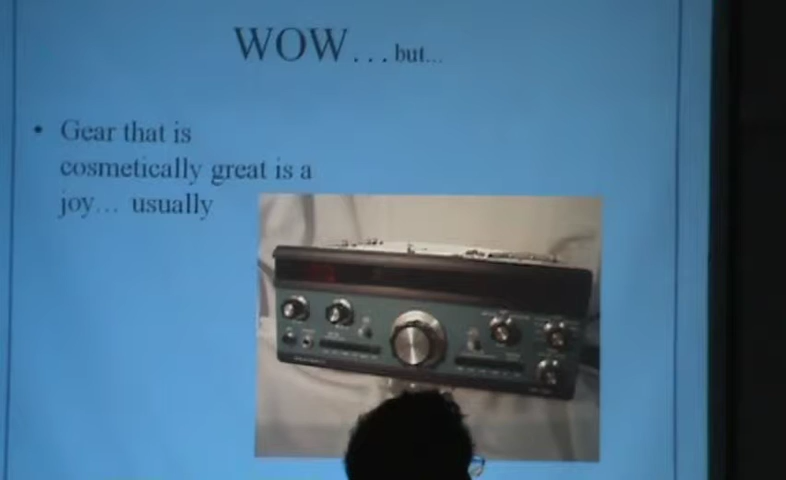 WOW...but...
• Gear that is
cosmetically great is a
joy... usually